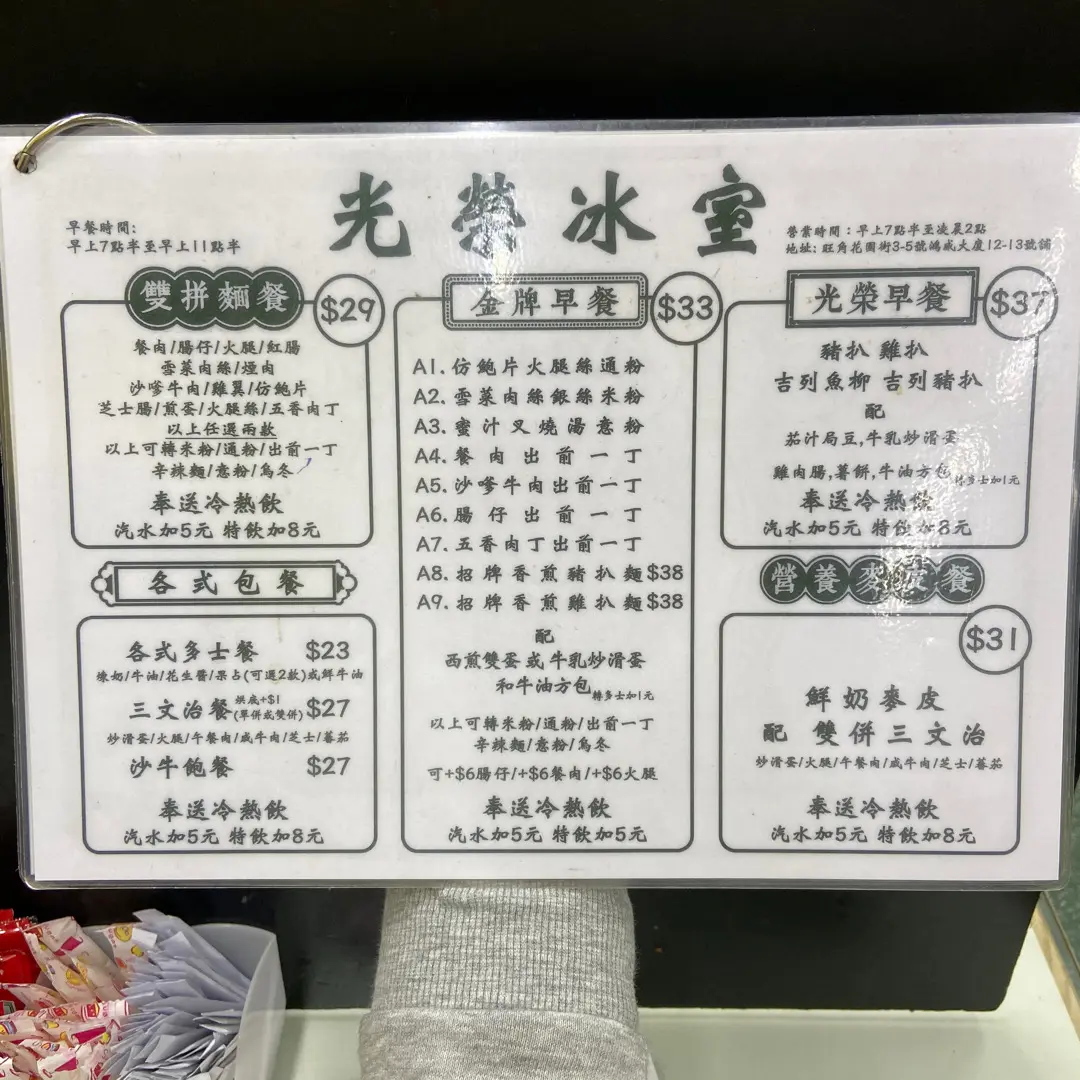 光榮冰室
早餐時間:
早上7點半至早上11點半
營業時間:早上7點半至凌晨2點
地址:旺角花園街3-5號鴻威大廈12-13號舖
雙拼麵餐 $29
餐肉/腸仔/火腿/紅腸
雪菜肉絲/煙肉
沙嗲牛肉/雞翼/仿鮑片
芝士腸/煎蛋/火腿絲/五香肉丁
以上任選兩款
以上可轉米粉/通粉/出前一丁
辛辣麵/意粉/烏冬
奉送冷熱飲
汽水加5元 特飲加8元
各式包餐
各式多士餐 $23
煉奶/牛油/花生醬/果占(可選2款)或鮮牛油
三文治餐 烘底+$1 (單併或雙併) $27
炒滑蛋/火腿/午餐肉/咸牛肉/芝士/蕃茄
沙牛飽餐 $27
奉送冷熱飲
汽水加5元 特飲加8元
金牌早餐 $33
A1.仿鮑片火腿絲通粉
A2.雪菜肉絲銀絲米粉
A3.蜜汁叉燒湯意粉
A4.餐肉出前一丁
A5.沙嗲牛肉出前一丁
A6.腸仔出前一丁
A7.五香肉丁出前一丁
A8.招牌香煎豬扒麵$38
A9.招牌香煎雞扒麵$38
配
西煎雙蛋或牛乳炒滑蛋
和牛油方包 轉多士加1元
以上可轉米粉/通粉/出前一丁
辛辣麵/意粉/烏冬
可+$6腸仔/+$6餐肉/+$6火腿
奉送冷熱飲
汽水加5元 特飲加5元
光榮早餐 $37
豬扒 雞扒
吉列魚柳 吉列豬扒
配
茄汁局豆,牛乳炒滑蛋
雞肉腸,薯餅,牛油方包 轉多士加1元
奉送冷熱飲
汽水加5元 特飲加8元
營養麥皮餐
$31
鮮奶麥皮
配 雙併三文治
炒滑蛋/火腿/午餐肉/咸牛肉/芝士/蕃茄
奉送冷熱飲
汽水加5元 特飲加8元